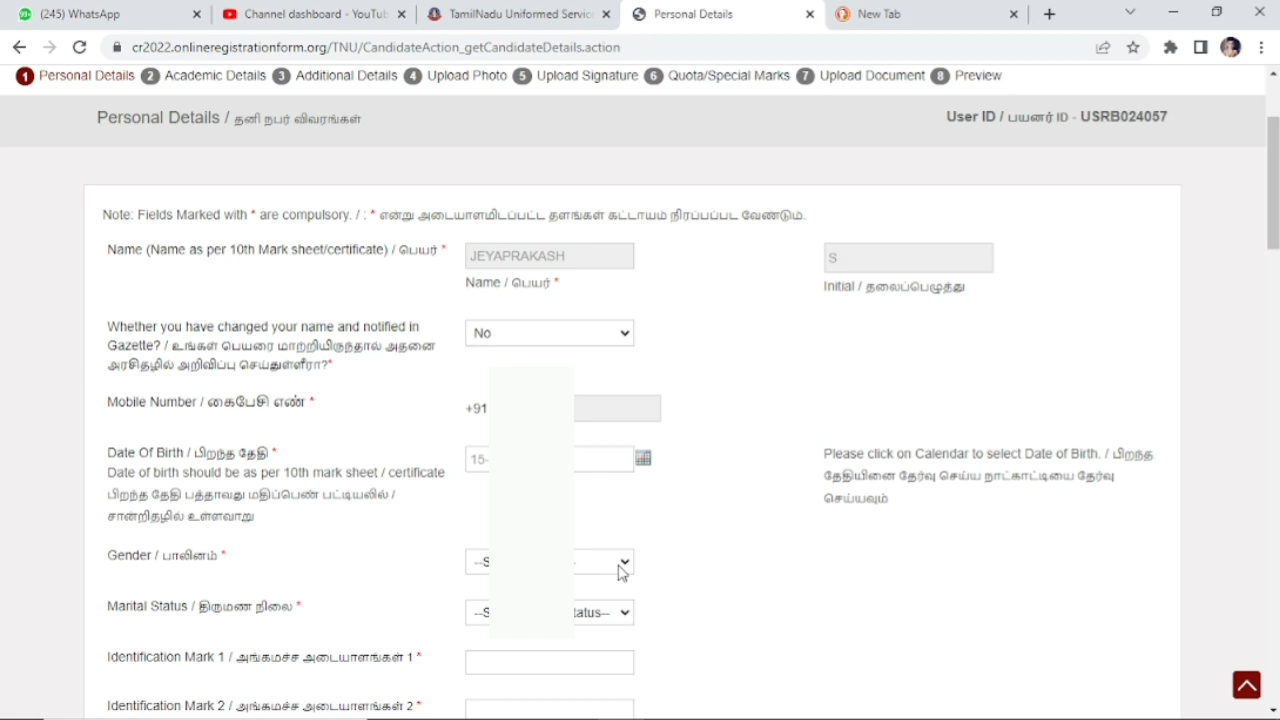 (245) WhatsApp
Channel dashboard - YouTub
TamilNadu Uniformed Service
Personal Details
New Tab
cr2022.onlineregistrationform.org/TNU/CandidateAction_getCandidateDetails.action
1 Personal Details 2 Academic Details 3 Additional Details 4 Upload Photo 5 Upload Signature 6 Quota/Special Marks 7 Upload Document 8 Preview
Personal Details / தனி நபர் விவரங்கள்
User ID / பயனர் ID - USRB024057
Note: Fields Marked with * are compulsory. / : * என்று அடையாளமிடப்பட்ட தளங்கள் கட்டாயம் நிரப்பப்பட வேண்டும்.
Name (Name as per 10th Mark sheet/certificate) / பெயர் *
JEYAPRAKASH
S
Name / பெயர் *
Initial / தலைப்பெழுத்து
Whether you have changed your name and notified in
Gazette? / உங்கள் பெயரை மாற்றியிருந்தால் அதனை
அரசிதழில் அறிவிப்பு செய்துள்ளீரா?*
No
Mobile Number / கைபேசி எண் *
+91
Date Of Birth / பிறந்த தேதி *
Date of birth should be as per 10th mark sheet / certificate
பிறந்த தேதி பத்தாவது மதிப்பெண் பட்டியலில் /
சான்றிதழில் உள்ளவாறு
15-
Please click on Calendar to select Date of Birth. / பிறந்த
தேதியினை தேர்வு செய்ய நாட்காட்டியை தேர்வு
செய்யவும்
Gender / பாலினம் *
--S
Marital Status / திருமண நிலை *
--S tatus--
Identification Mark 1 / அங்கமச்ச அடையாளங்கள் 1 *
Identification Mark 2 / அங்கமச்ச அடையாளங்கள் 2 *